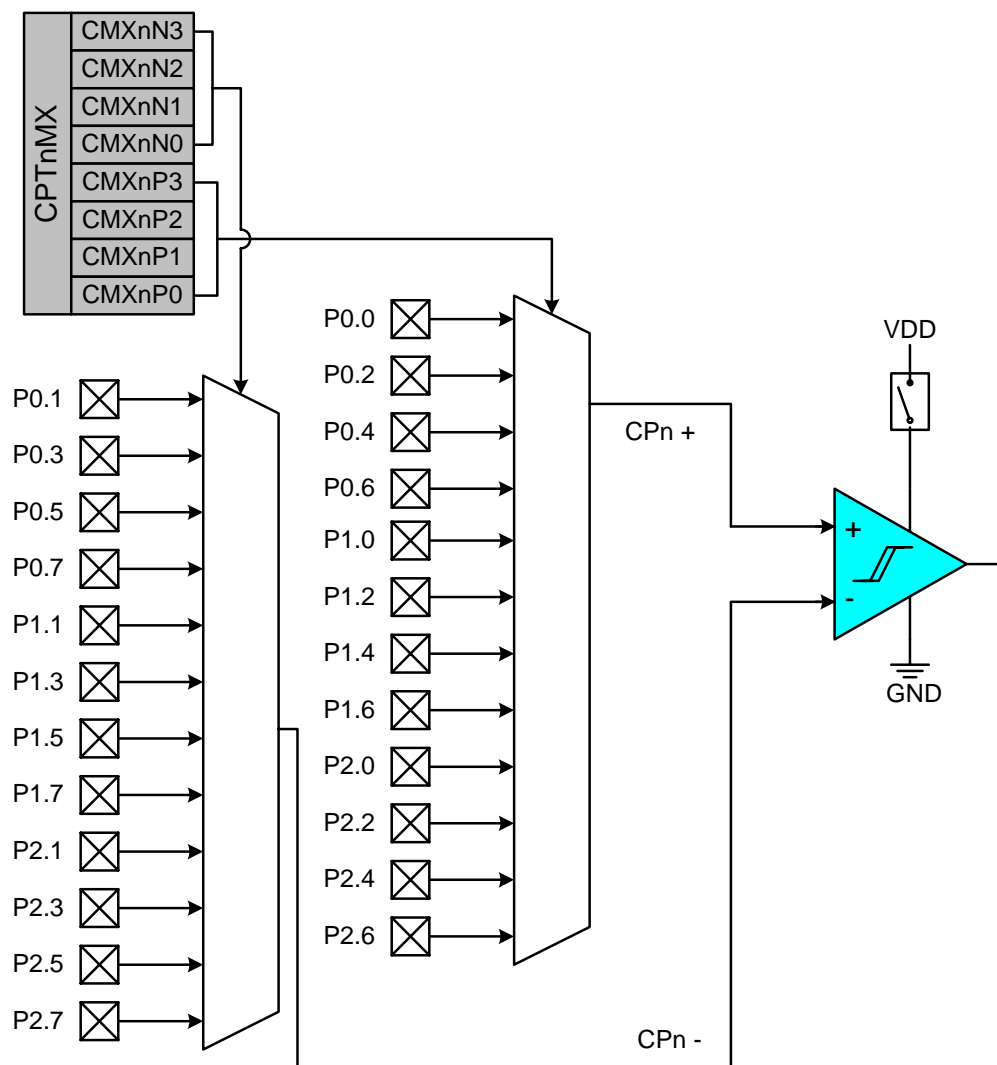 CPTnMX
CMXnN3
CMXnN2
CMXnN1
CMXnN0
CMXnP3
CMXnP2
CMXnP1
CMXnP0
P0.1
P0.3
P0.5
P0.7
P1.1
P1.3
P1.5
P1.7
P2.1
P2.3
P2.5
P2.7
P0.0
P0.2
P0.4
P0.6
P1.0
P1.2
P1.4
P1.6
P2.0
P2.2
P2.4
P2.6
CPn +
CPn -
VDD
+
-
GND